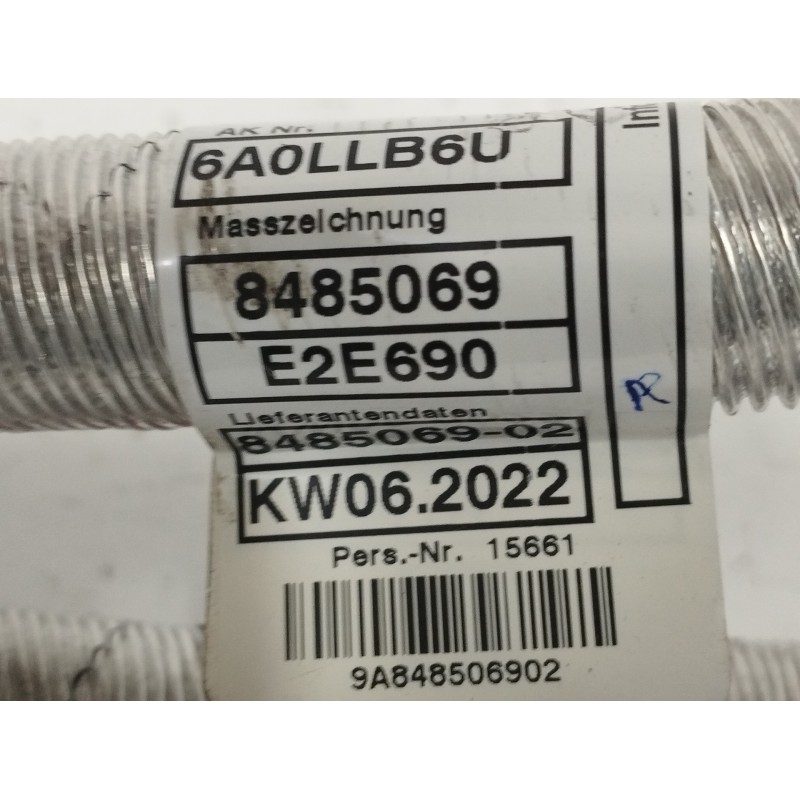 AK Nr.
6A0LLB6U
Masszeichnung
8485069
E2E690
Lieferantendaten
8485069-02
KW06.2022
Pers.-Nr. 15661
9A848506902